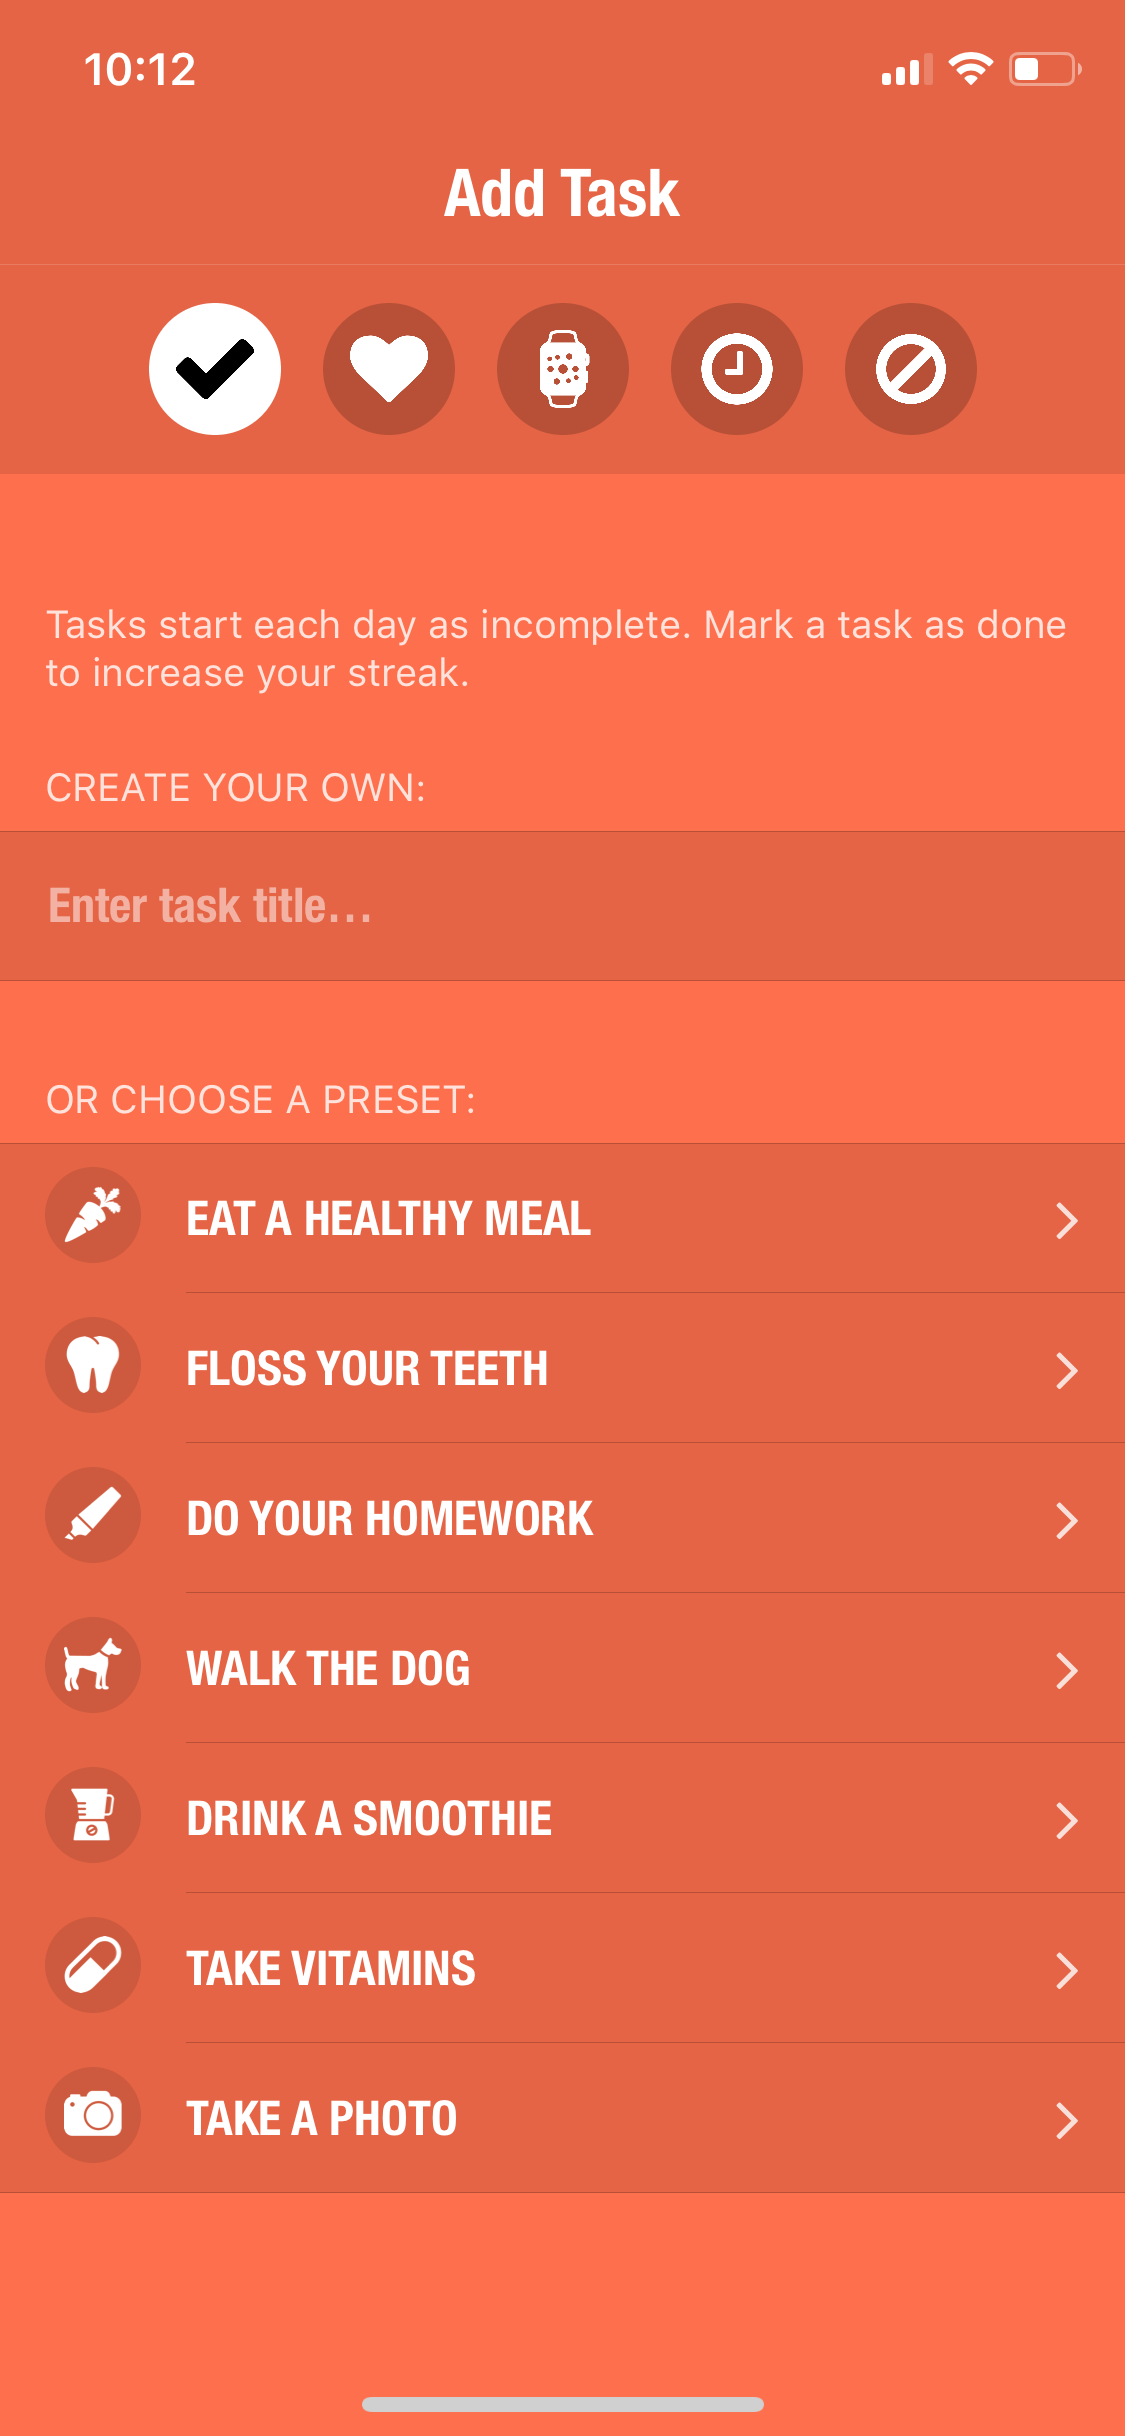 10:12
Add Task
Tasks start each day as incomplete. Mark a task as done
to increase your streak.
CREATE YOUR OWN:
Enter task title...
OR CHOOSE A PRESET:
EAT A HEALTHY MEAL
FLOSS YOUR TEETH
DO YOUR HOMEWORK
WALK THE DOG
DRINK A SMOOTHIE
TAKE VITAMINS
TAKE A PHOTO